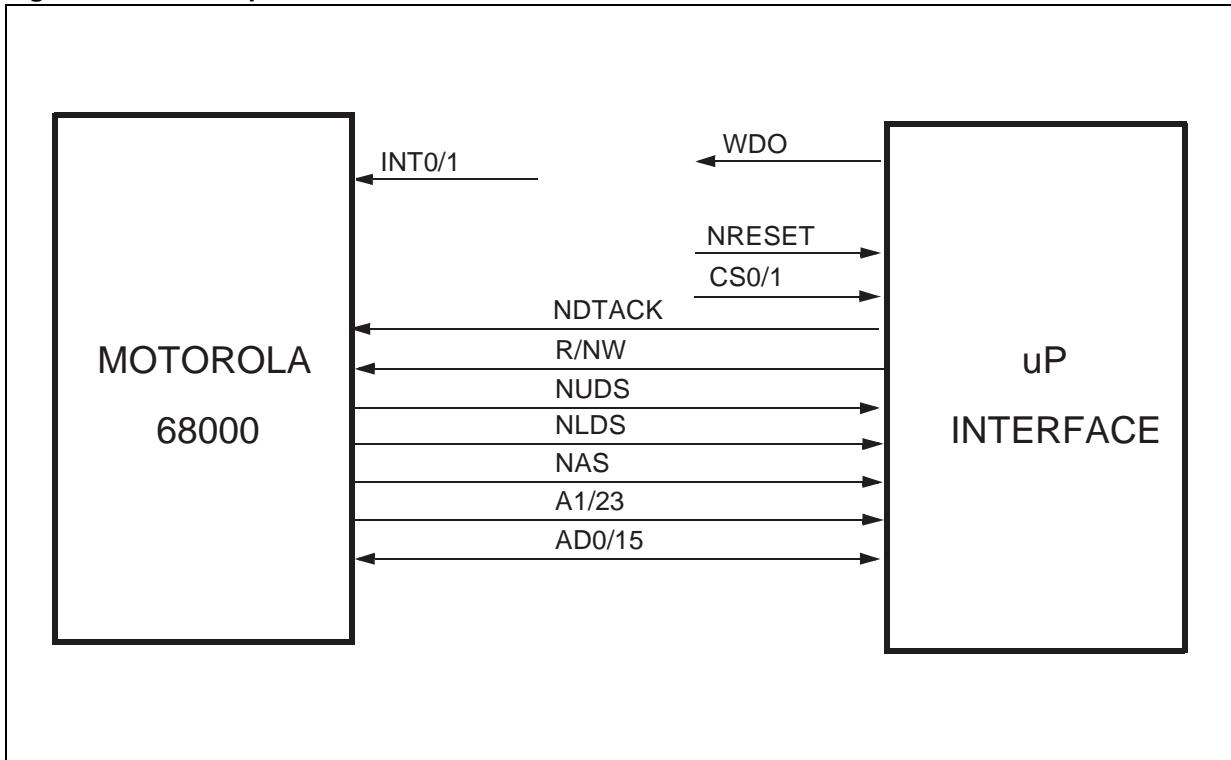 INT0/1
WDO
NRESET
CS0/1
NDTACK
R/NW
NUDS
NLDS
NAS
A1/23
AD0/15
MOTOROLA
68000
uP
INTERFACE